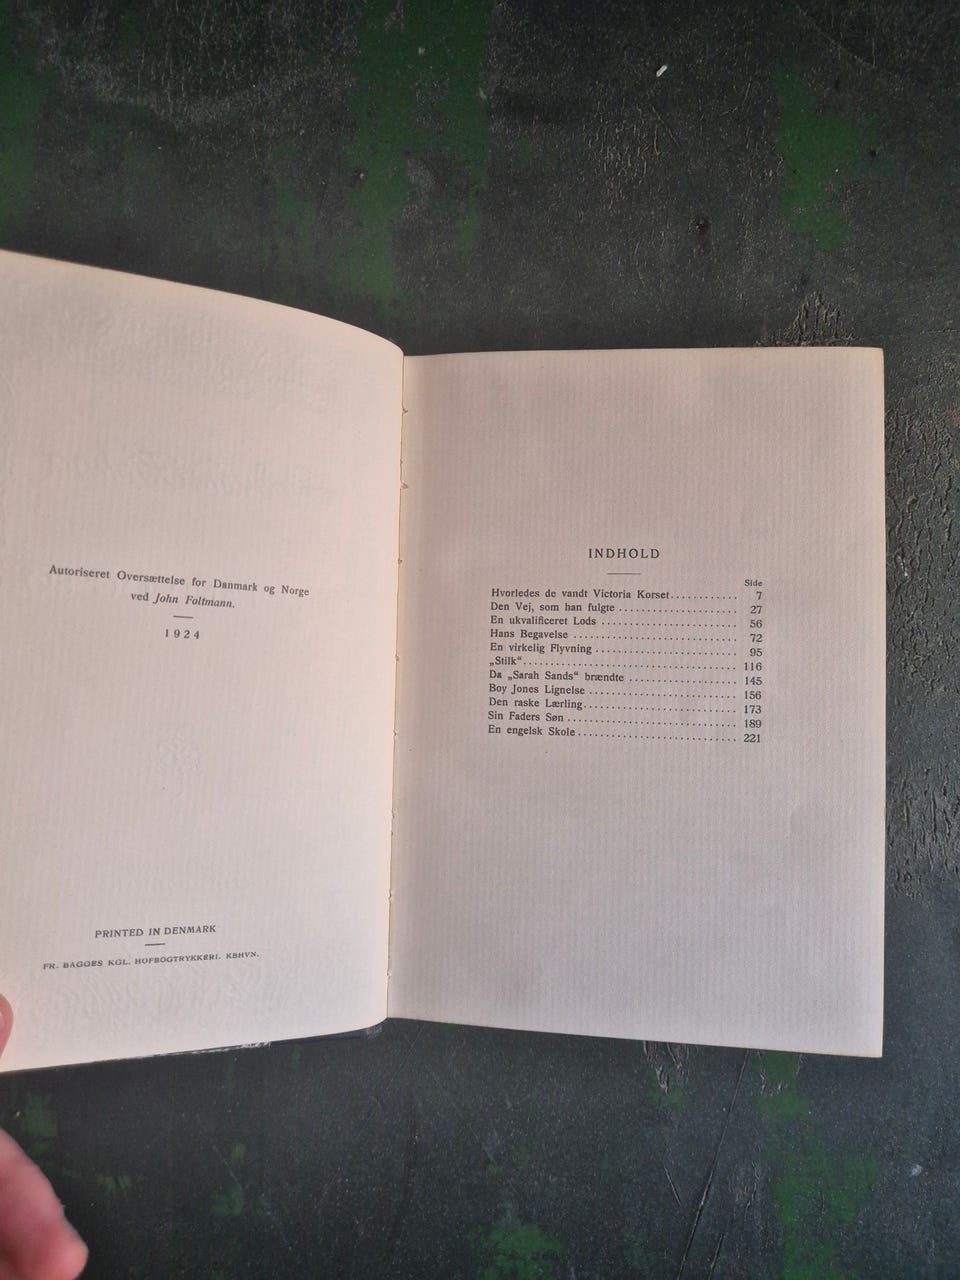 Autoriseret Oversættelse for Danmark og Norge
ved John Foltmann.
1924
PRINTED IN DENMARK
FR. BAGGES KGL. HOFBOGTRYKKERI. KBHVN.
INDHOLD
Side
Hvorledes de vandt Victoria Korset........... 7
Den Vej, som han fulgte .................... 27
En ukvalificeret Lods ....................... 56
Hans Begavelse ............................ 72
En virkelig Flyvning ........................ 95
„Stilk“.................................... 116
Da „Sarah Sands“ brændte .................. 145
Boy Jones Lignelse ......................... 156
Den raske Lærling.......................... 173
Sin Faders Søn ............................. 189
En engelsk Skole........................... 221